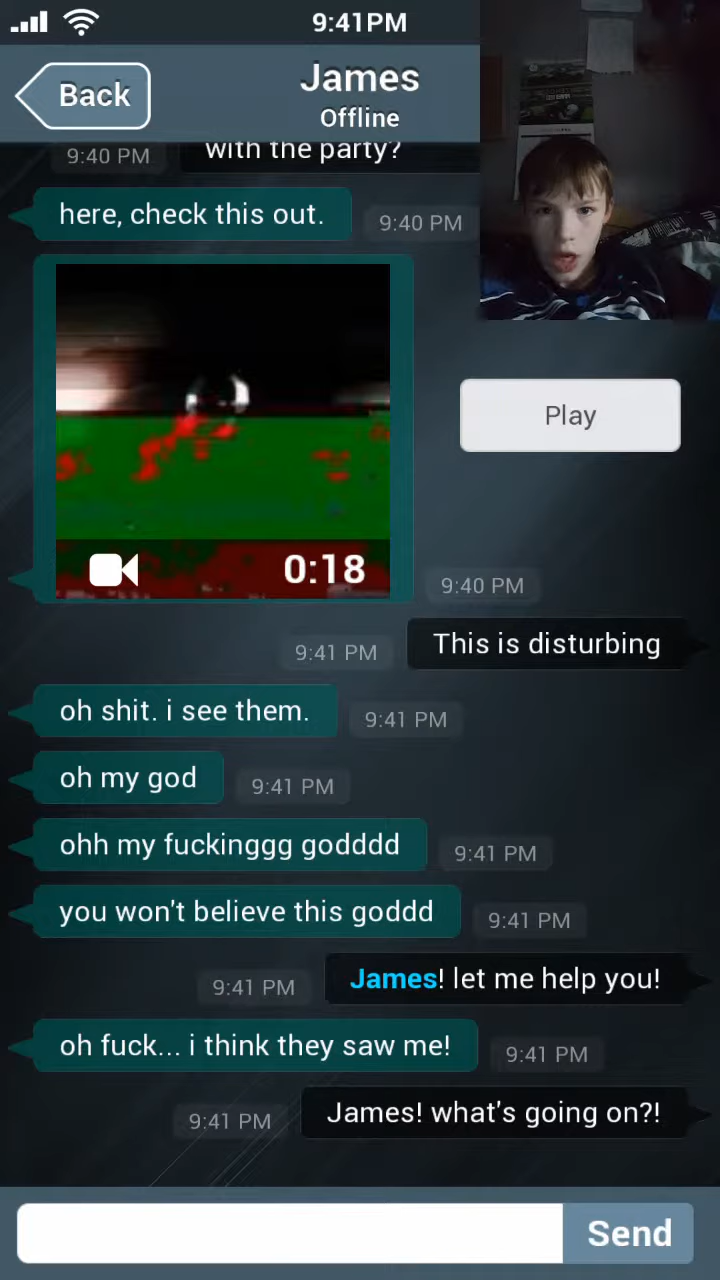 9:41PM
Back
James
Offline
9:40 PM
with the party?
here, check this out.
9:40 PM
Play
0:18
9:40 PM
9:41 PM
This is disturbing
oh shit. i see them.
9:41 PM
oh my god
9:41 PM
ohh my fuckinggg godddd
9:41 PM
you won't believe this goddd
9:41 PM
9:41 PM
James! let me help you!
oh fuck... i think they saw me!
9:41 PM
9:41 PM
James! what's going on?!
Send